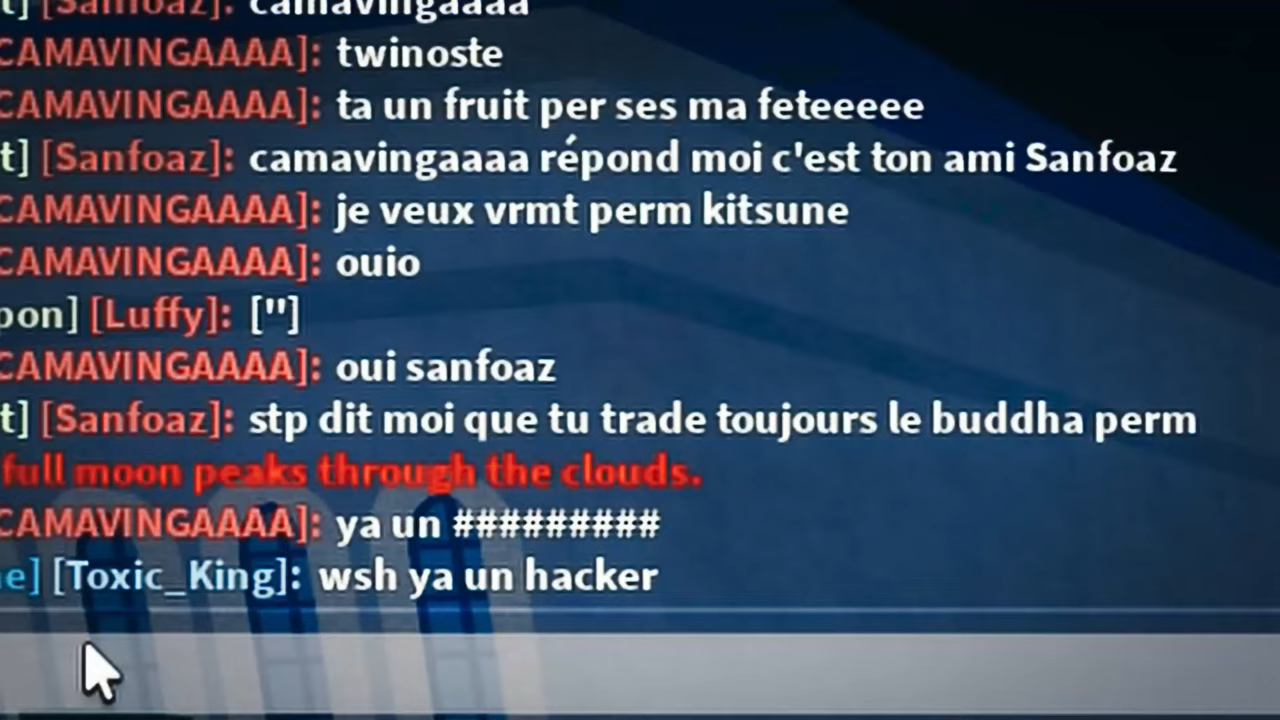 t] [Sanfoaz]: camavingaaaa
CAMAVINGAAAA]: twinoste
CAMAVINGAAAA]: ta un fruit per ses ma feteeeee
t] [Sanfoaz]: camavingaaaa répond moi c'est ton ami Sanfoaz
CAMAVINGAAAA]: je veux vrmt perm kitsune
CAMAVINGAAAA]: ouio
pon] [Luffy]: ["]
CAMAVINGAAAA]: oui sanfoaz
t] [Sanfoaz]: stp dit moi que tu trade toujours le buddha perm
full moon peaks through the clouds.
CAMAVINGAAAA]: ya un #########
e] [Toxic_King]: wsh ya un hacker